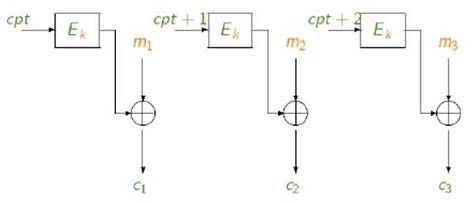 cpt cpt + 1 cpt + 2
E_k E_k E_k
m_1 m_2 m_3
c_1 c_2 c_3